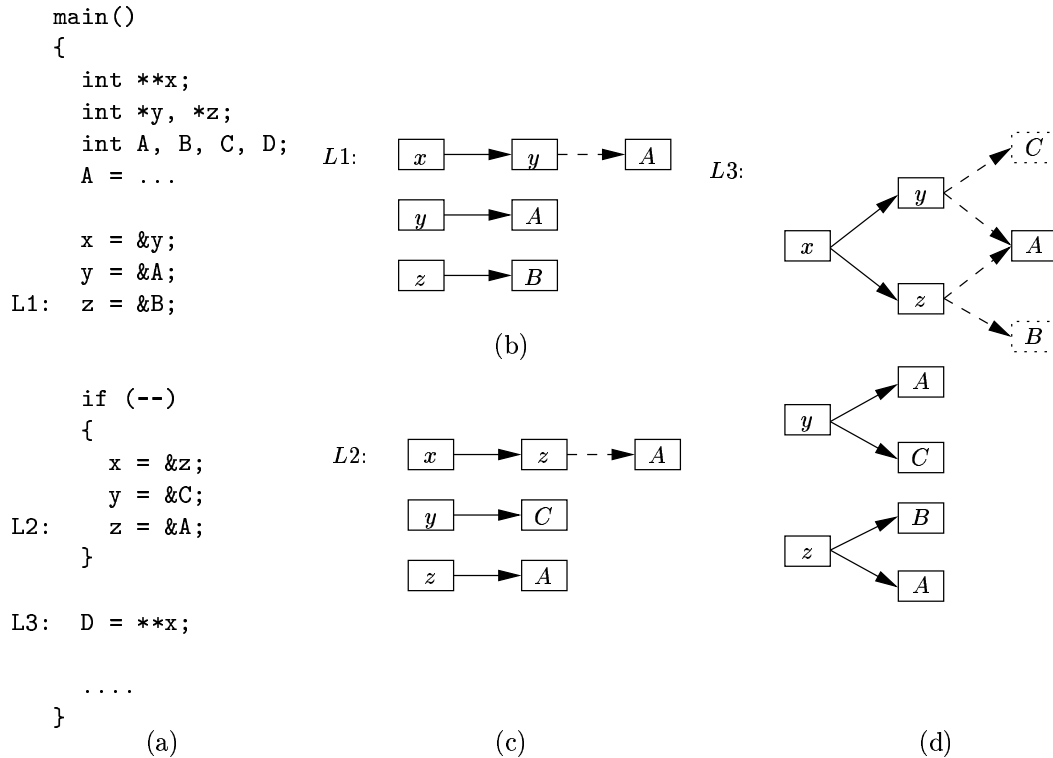 main()
{
int **x;
int *y, *z;
int A, B, C, D;
A = ...
x = &y;
y = &A;
L1: z = &B;
if (--)
{
x = &z;
y = &C;
L2: z = &A;
}
L3: D = **x;
....
}
(a)
L1: x y A
y A
z B
(b)
L2: x z A
y C
z A
(c)
L3:
C
y
x A
z
B
A
y
C
B
z
A
(d)